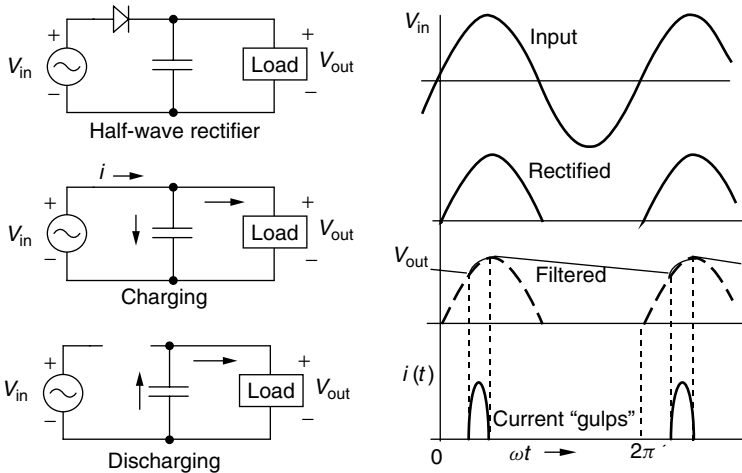 +
V_in
−
Load
+
V_out
−
Half-wave rectifier
i
+
V_in
−
Load
+
V_out
−
Charging
+
V_in
−
Load
+
V_out
−
Discharging
V_in
Input
Rectified
V_out
Filtered
i (t)
Current “gulps”
0
ωt
2π